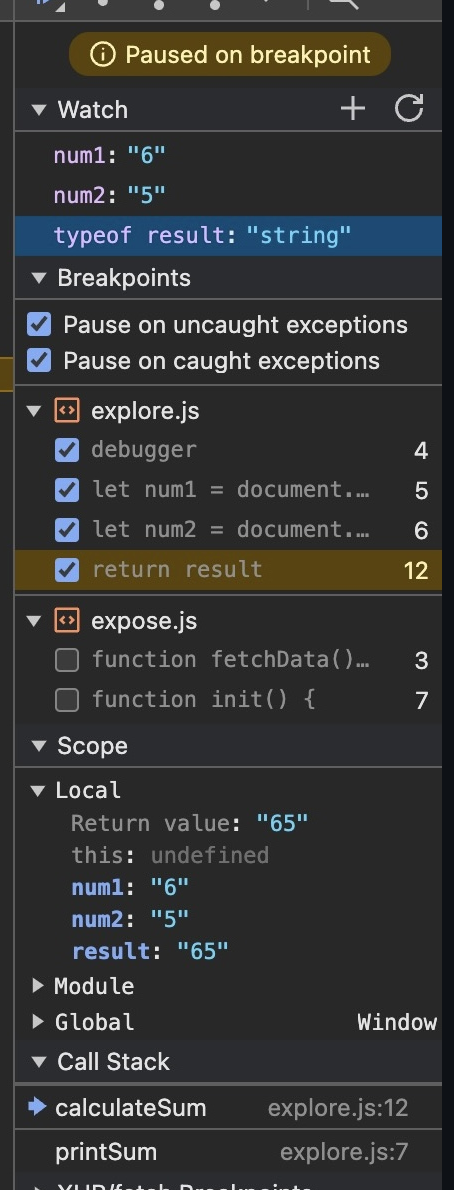 Paused on breakpoint
Watch
num1: "6"
num2: "5"
typeof result: "string"
Breakpoints
Pause on uncaught exceptions
Pause on caught exceptions
explore.js
debugger 4
let num1 = document.… 5
let num2 = document.… 6
return result 12
expose.js
function fetchData()… 3
function init() { 7
Scope
Local
Return value: "65"
this: undefined
num1: "6"
num2: "5"
result: "65"
Module
Global Window
Call Stack
calculateSum explore.js:12
printSum explore.js:7
XHR/fetch Breakpoints